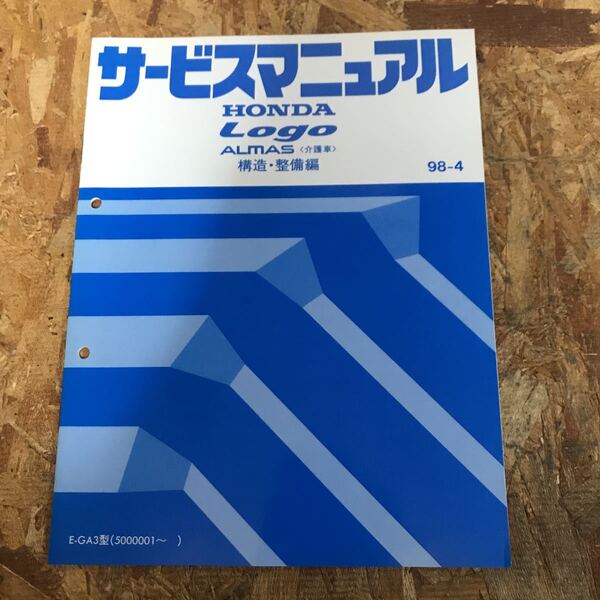 サービスマニュアル
HONDA
Logo
ALMAS〈介護車〉
構造・整備編 98-4
E-GA3型(5000001〜 )